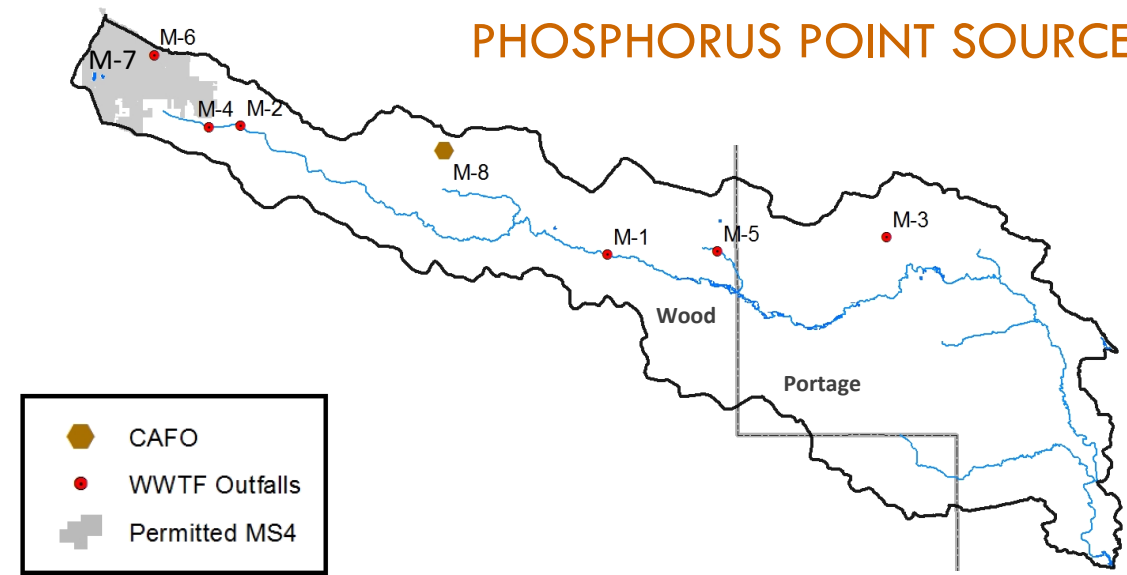 PHOSPHORUS POINT SOURCE
M-6
M-7
M-4
M-2
M-8
M-1
M-5
M-3
Wood
Portage
CAFO
WWTF Outfalls
Permitted MS4